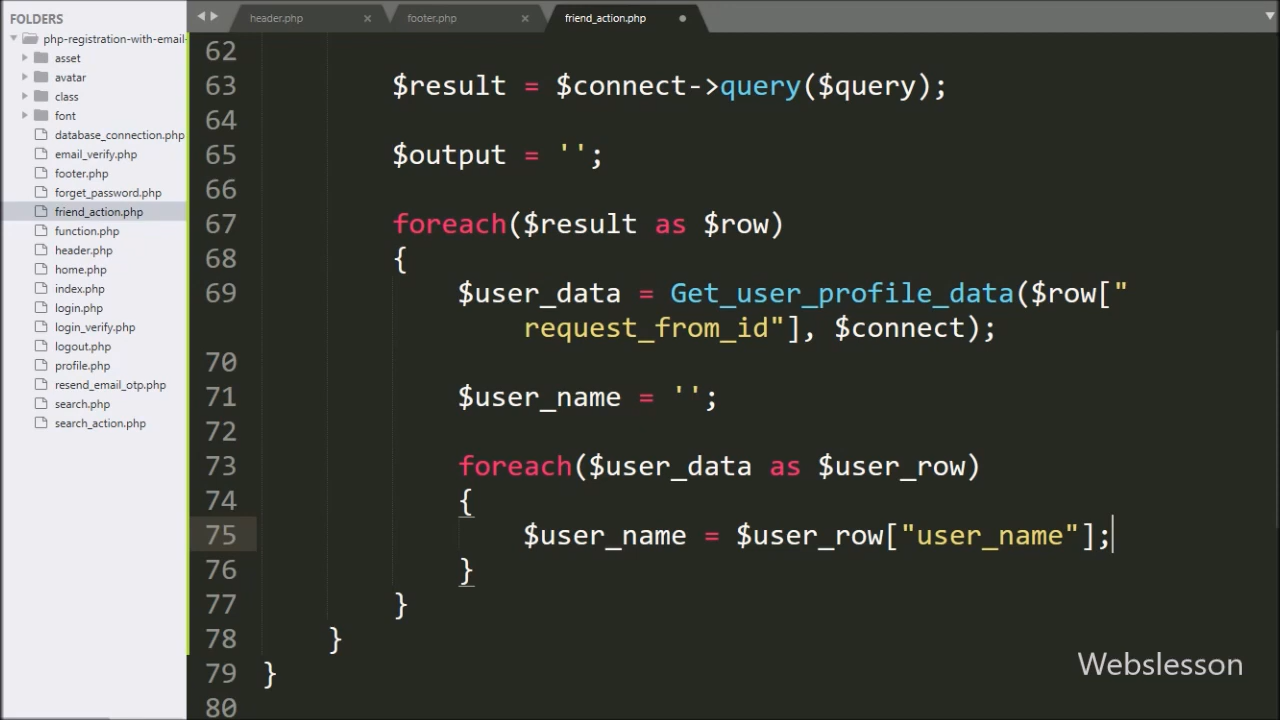 FOLDERS
php-registration-with-email-
asset
avatar
class
font
database_connection.php
email_verify.php
footer.php
forget_password.php
friend_action.php
function.php
header.php
home.php
index.php
login.php
login_verify.php
logout.php
profile.php
resend_email_otp.php
search.php
search_action.php
header.php
footer.php
friend_action.php
62
63 $result = $connect->query($query);
64
65 $output = '';
66
67 foreach($result as $row)
68 {
69 $user_data = Get_user_profile_data($row["
request_from_id"], $connect);
70
71 $user_name = '';
72
73 foreach($user_data as $user_row)
74 {
75 $user_name = $user_row["user_name"];
76 }
77 }
78 }
79 }
80
Webslesson